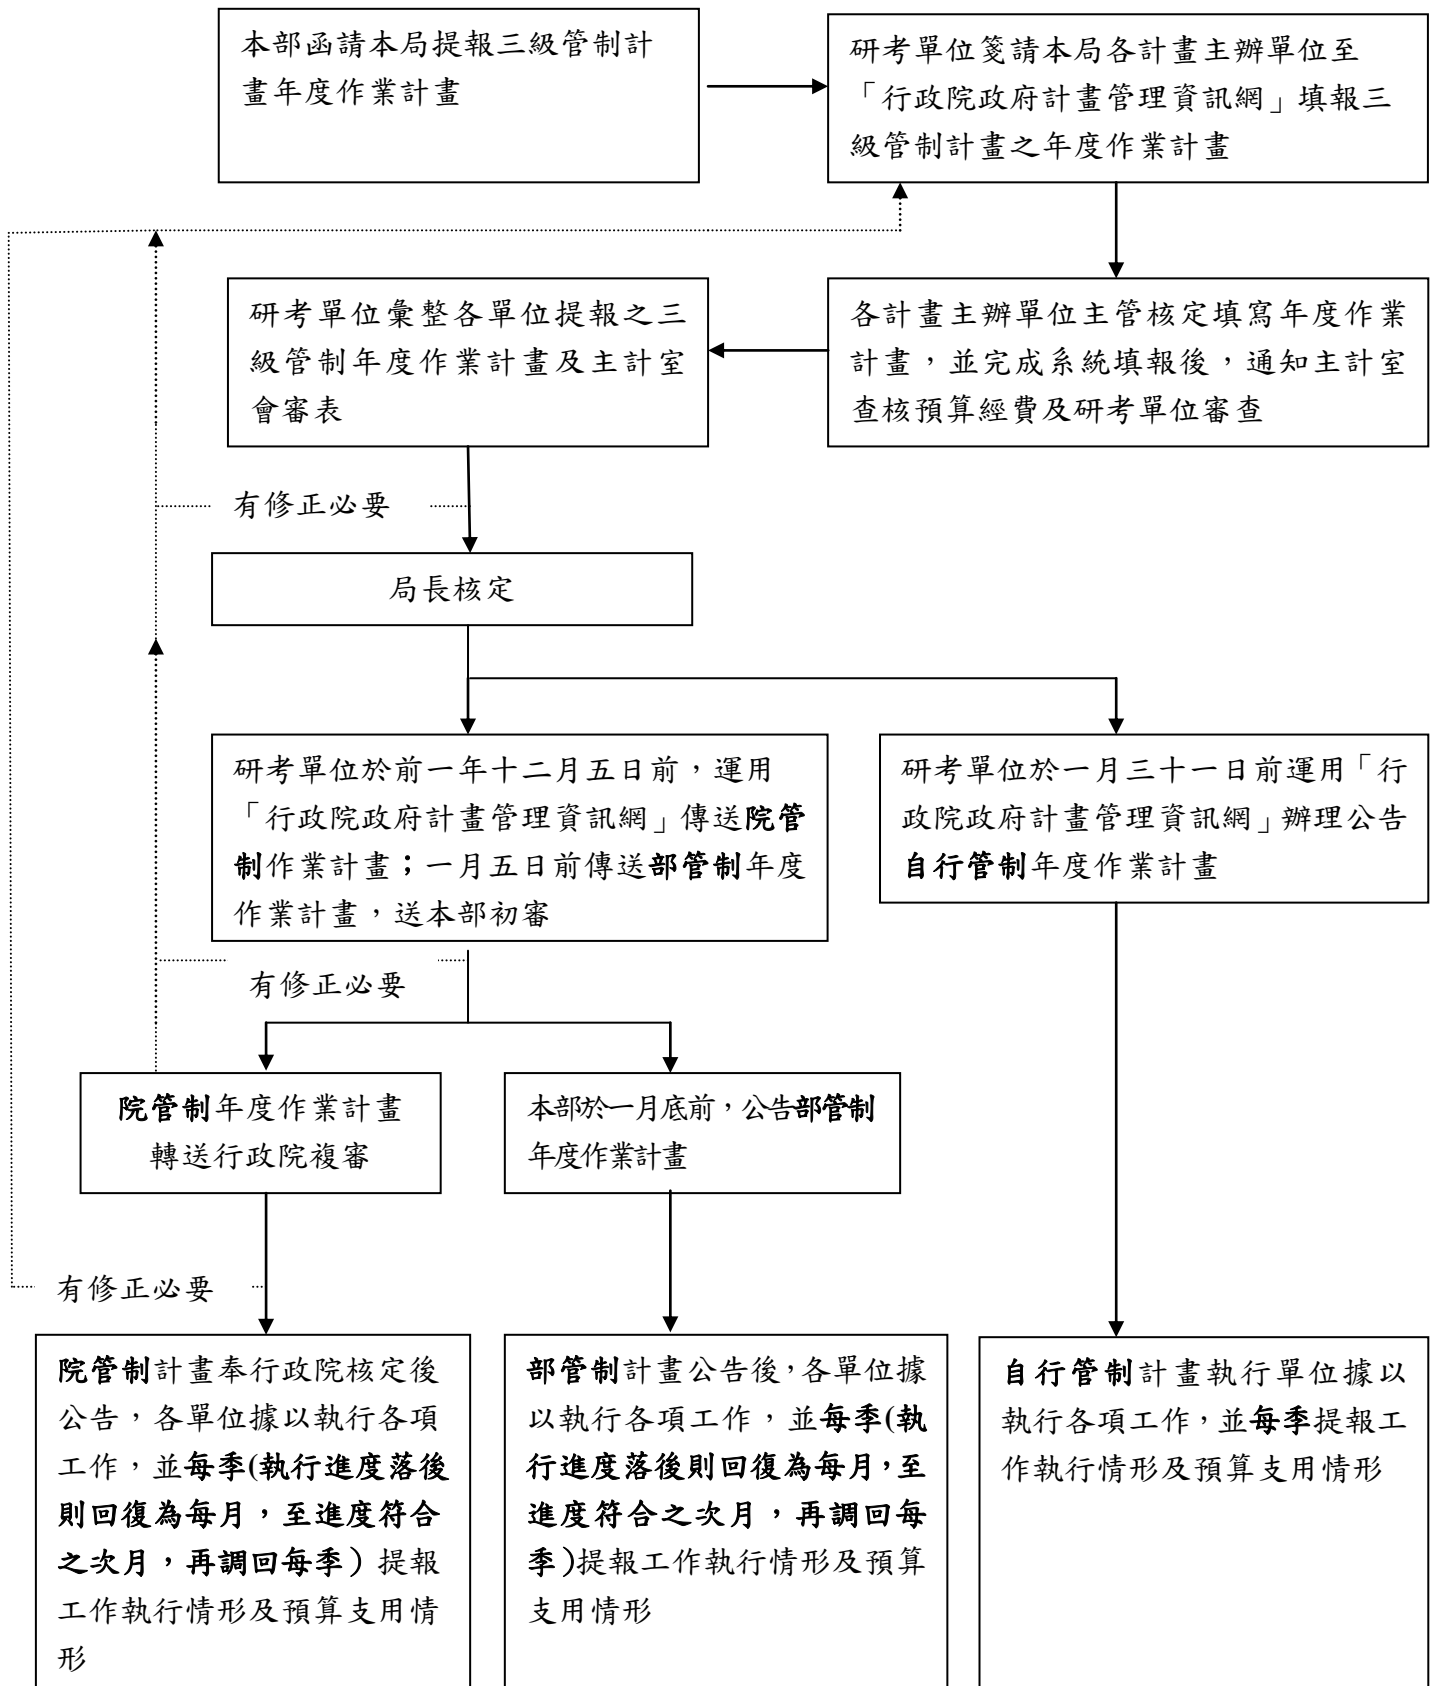 本部函請本局提報三級管制計
畫年度作業計畫
研考單位箋請本局各計畫主辦單位至
「行政院政府計畫管理資訊網」填報三
級管制計畫之年度作業計畫
研考單位彙整各單位提報之三
級管制年度作業計畫及主計室
會審表
各計畫主辦單位主管核定填寫年度作業
計畫，並完成系統填報後，通知主計室
查核預算經費及研考單位審查
有修正必要
局長核定
研考單位於前一年十二月五日前，運用
「行政院政府計畫管理資訊網」傳送院管
制作業計畫；一月五日前傳送部管制年度
作業計畫，送本部初審
研考單位於一月三十一日前運用「行
政院政府計畫管理資訊網」辦理公告
自行管制年度作業計畫
有修正必要
院管制年度作業計畫
轉送行政院複審
本部於一月底前，公告部管制
年度作業計畫
有修正必要
院管制計畫奉行政院核定後
公告，各單位據以執行各項
工作，並每季(執行進度落後
則回復為每月，至進度符合
之次月，再調回每季）提報
工作執行情形及預算支用情
形
部管制計畫公告後，各單位據
以執行各項工作，並每季(執
行進度落後則回復為每月，至
進度符合之次月，再調回每
季)提報工作執行情形及預算
支用情形
自行管制計畫執行單位據以
執行各項工作，並每季提報工
作執行情形及預算支用情形